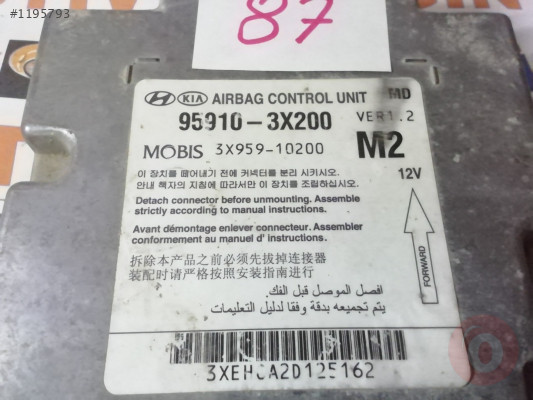 #1195793
87
HYUNDAI KIA AIRBAG CONTROL UNIT MD
95910-3X200 VER1.2
MOBIS 3X959-10200 M2
이 장치를 떼어내기 전에 커넥터를 분리 시키시오.
안내 책자의 지침에 따라서만 이 장치를 조립하십시오.
12V
Detach connector before unmounting. Assemble
strictly according to manual instructions.
Avant démontage enlever connecteur. Assembler
conformement au manuel d' instructions.
FORWARD
拆除本产品之前必须先拔掉连接器
装配时请严格按照安装指南进行
افصل الموصل قبل الفك.
يتم تجميعه بدقة وفقا لدليل التعليمات.
3XEHCA2D125162